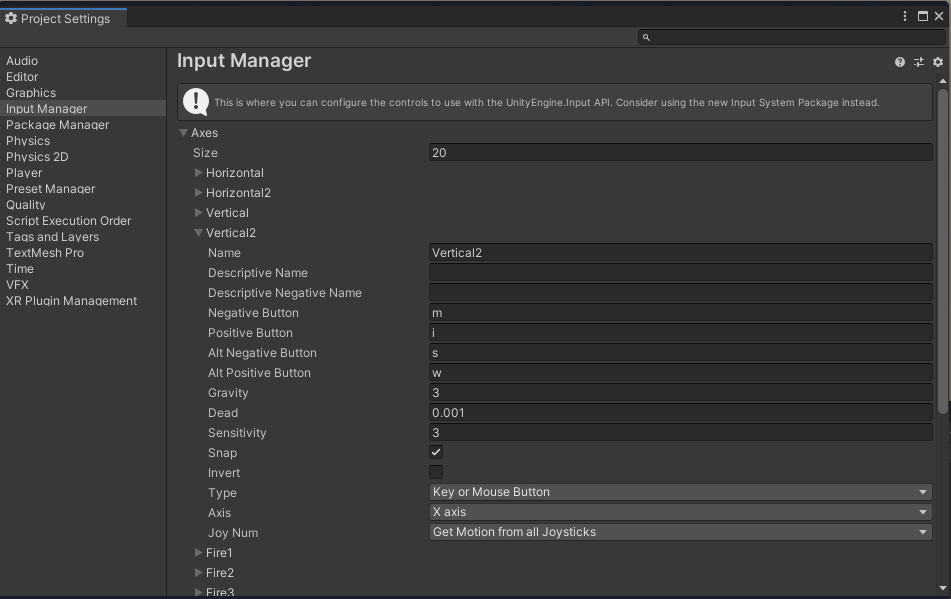 Project Settings
Input Manager
Audio
Editor
Graphics
Input Manager
Package Manager
Physics
Physics 2D
Player
Preset Manager
Quality
Script Execution Order
Tags and Layers
TextMesh Pro
Time
VFX
XR Plugin Management
This is where you can configure the controls to use with the UnityEngine.Input API. Consider using the new Input System Package instead.
Axes
Size 20
Horizontal
Horizontal2
Vertical
Vertical2
Name Vertical2
Descriptive Name
Descriptive Negative Name
Negative Button m
Positive Button i
Alt Negative Button s
Alt Positive Button w
Gravity 3
Dead 0.001
Sensitivity 3
Snap
Invert
Type Key or Mouse Button
Axis X axis
Joy Num Get Motion from all Joysticks
Fire1
Fire2
Fire3